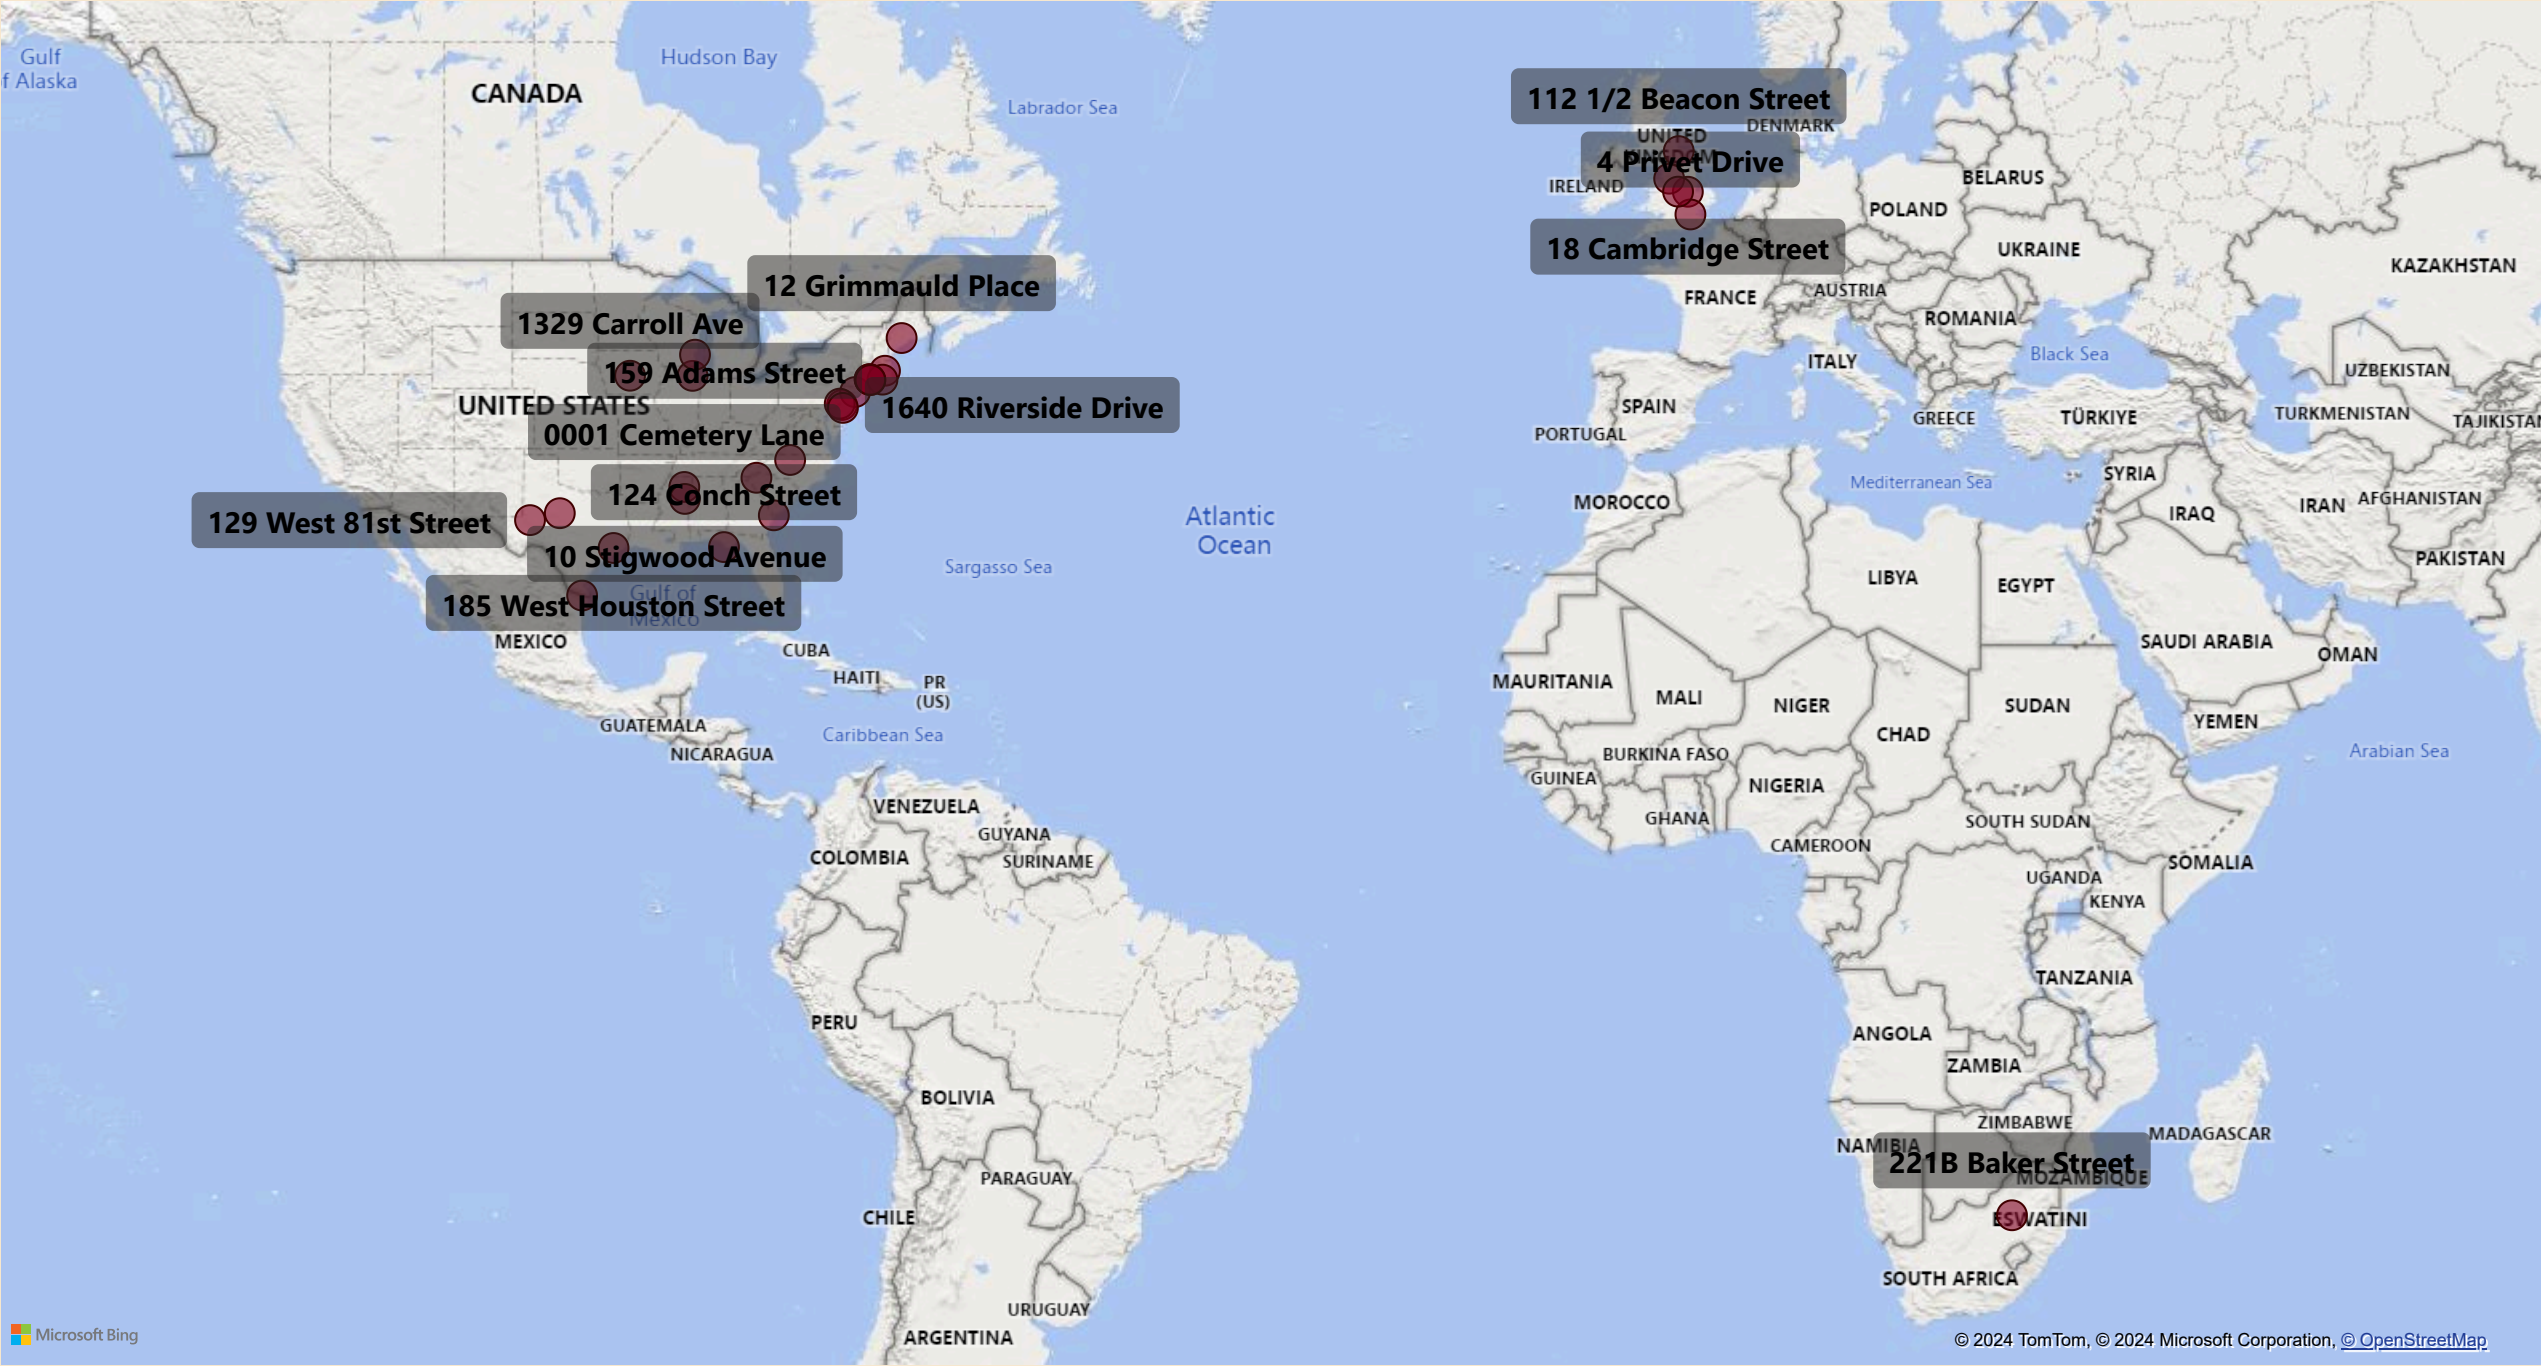 Gulf
f Alaska
Hudson Bay
CANADA
Labrador Sea
112 1/2 Beacon Street
UNITED
DENMARK
4 Privet Drive
IRELAND
BELARUS
POLAND
18 Cambridge Street
UKRAINE
KAZAKHSTAN
12 Grimmauld Place
FRANCE
AUSTRIA
1329 Carroll Ave
ROMANIA
Black Sea
ITALY
UZBEKISTAN
159 Adams Street
UNITED STATES
1640 Riverside Drive
SPAIN
GREECE
TÜRKIYE
TURKMENISTAN
TAJIKISTAN
0001 Cemetery Lane
PORTUGAL
SYRIA
Mediterranean Sea
124 Conch Street
MOROCCO
IRAQ
IRAN
AFGHANISTAN
129 West 81st Street
Atlantic
Ocean
10 Stigwood Avenue
PAKISTAN
Sargasso Sea
LIBYA
EGYPT
Gulf of
185 West Houston Street
Mexico
MEXICO
CUBA
SAUDI ARABIA
OMAN
HAITI
PR
(US)
MAURITANIA
MALI
NIGER
SUDAN
GUATEMALA
YEMEN
Caribbean Sea
CHAD
NICARAGUA
BURKINA FASO
Arabian Sea
GUINEA
NIGERIA
VENEZUELA
GUYANA
GHANA
SOUTH SUDAN
COLOMBIA
SURINAME
CAMEROON
SOMALIA
UGANDA
KENYA
TANZANIA
PERU
ANGOLA
ZAMBIA
BOLIVIA
ZIMBABWE
NAMIBIA
MADAGASCAR
221B Baker Street
MOZAMBIQUE
PARAGUAY
CHILE
ESWATINI
SOUTH AFRICA
URUGUAY
ARGENTINA
Microsoft Bing
© 2024 TomTom, © 2024 Microsoft Corporation, © OpenStreetMap